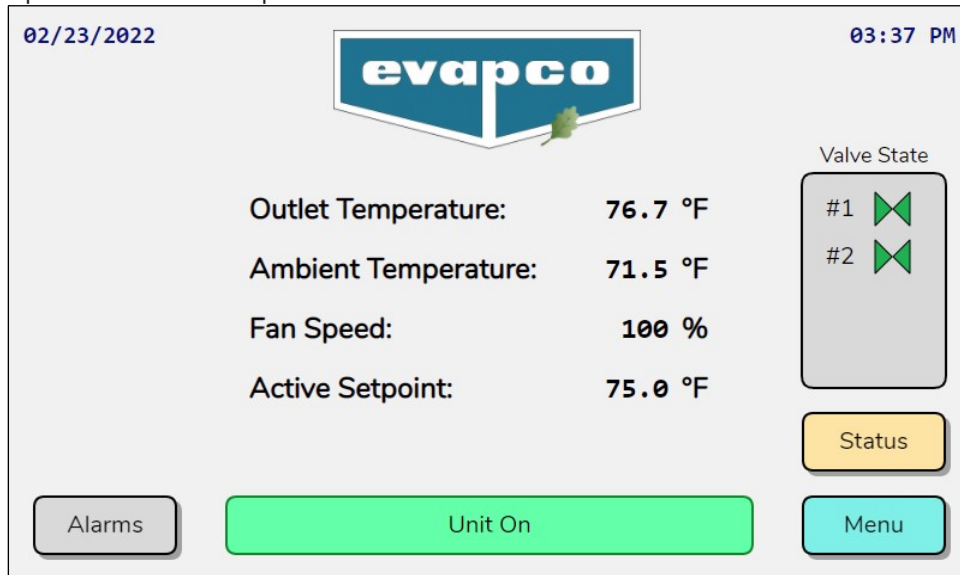 02/23/2022
03:37 PM
evapco
Valve State
#1
#2
Outlet Temperature: 76.7 °F
Ambient Temperature: 71.5 °F
Fan Speed: 100 %
Active Setpoint: 75.0 °F
Status
Alarms
Unit On
Menu